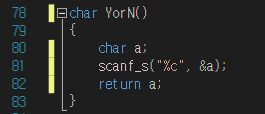 78 char YorN()
79 {
80 char a;
81 scanf_s("%c", &a);
82 return a;
83 }